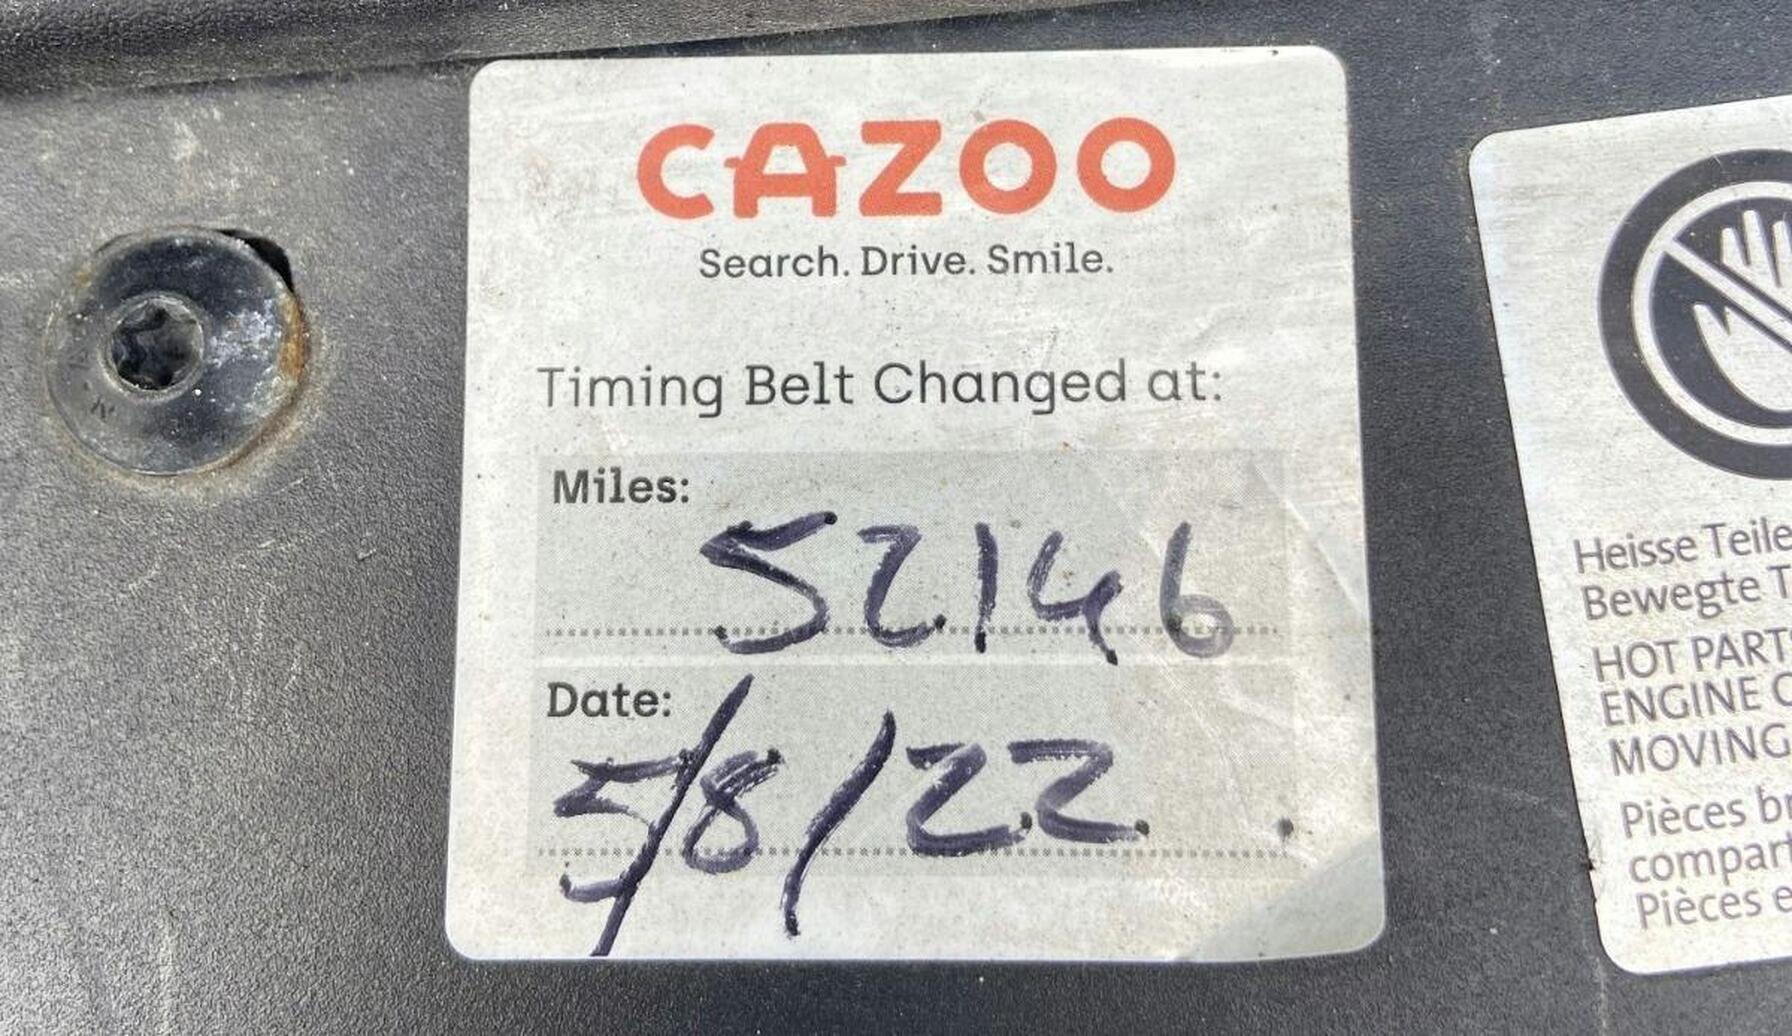 CAZOO
Search. Drive. Smile.
Timing Belt Changed at:
Miles:
52146
Date:
5/8/22
Heisse Teile
Bewegte
HOT PART
ENGINE
MOVING
Pièces
compart
Pièces